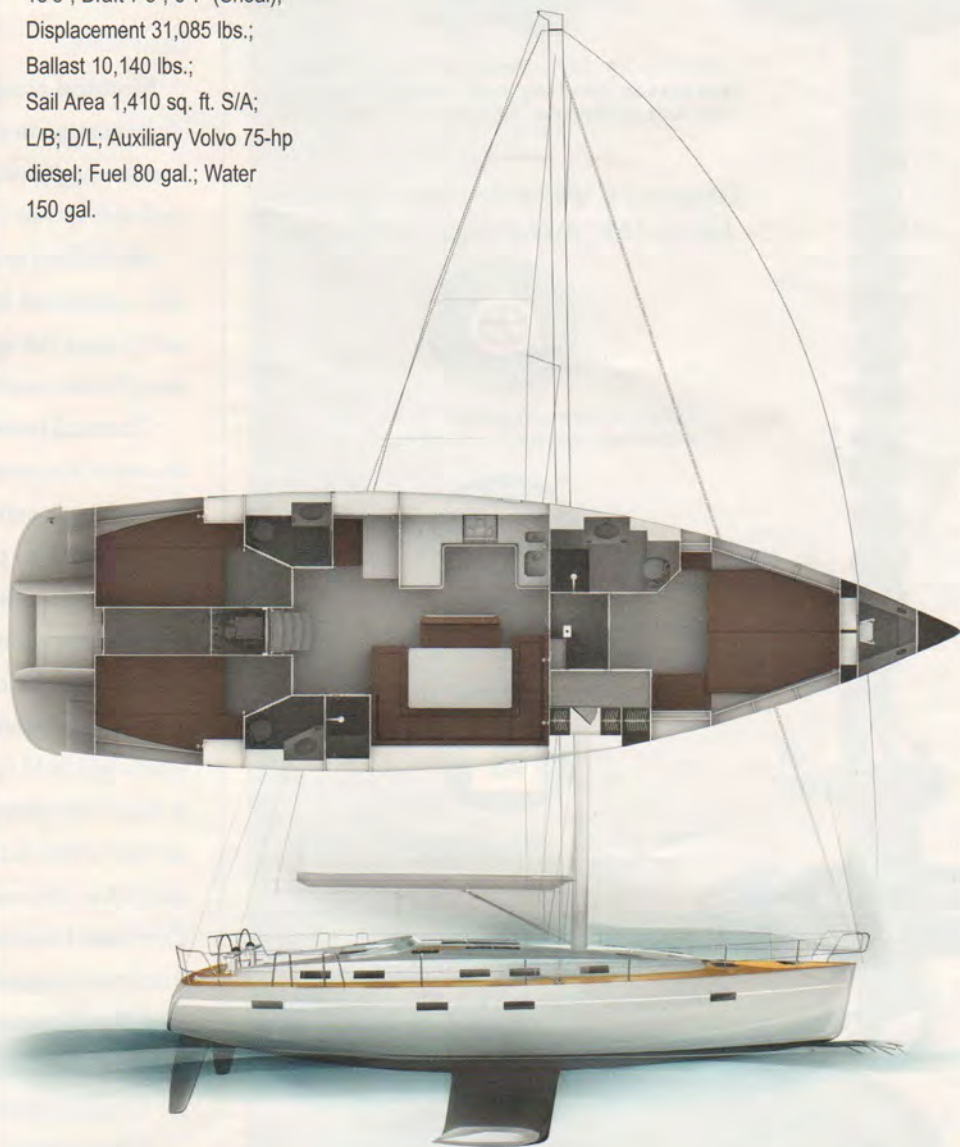 Displacement 31,085 lbs.;
Ballast 10,140 lbs.;
Sail Area 1,410 sq. ft. S/A;
L/B; D/L; Auxiliary Volvo 75-hp
diesel; Fuel 80 gal.; Water
150 gal.